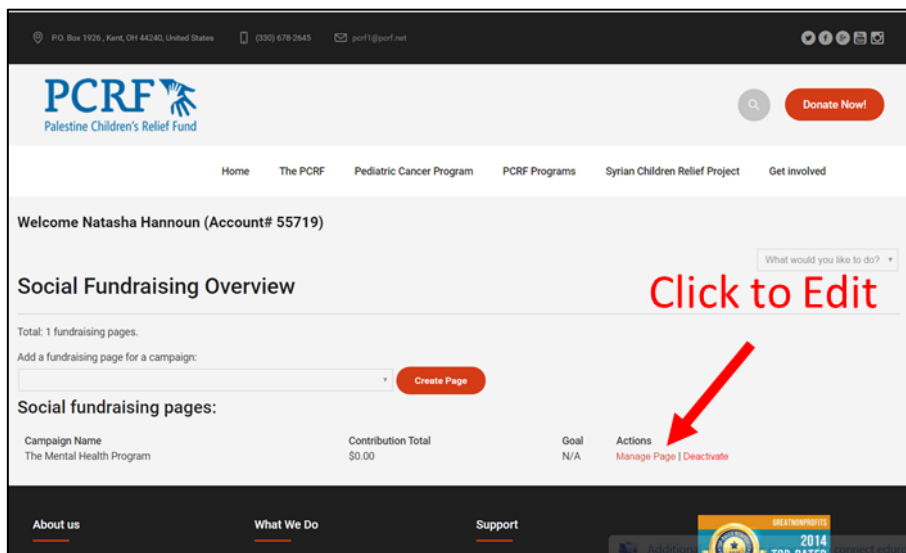 P.O. Box 1926 , Kent, OH 44240, United States (330) 678-2645 pcrf1@pcrf.net
PCRF
Palestine Children's Relief Fund
Donate Now!
Home The PCRF Pediatric Cancer Program PCRF Programs Syrian Children Relief Project Get involved
Welcome Natasha Hannoun (Account# 55719)
What would you like to do?
Social Fundraising Overview
Click to Edit
Total: 1 fundraising pages.
Add a fundraising page for a campaign:
Create Page
Social fundraising pages:
Campaign Name Contribution Total Goal Actions
The Mental Health Program $0.00 N/A Manage Page | Deactivate
About us What We Do Support
GREATNONPROFITS
2014
TOP-RATED